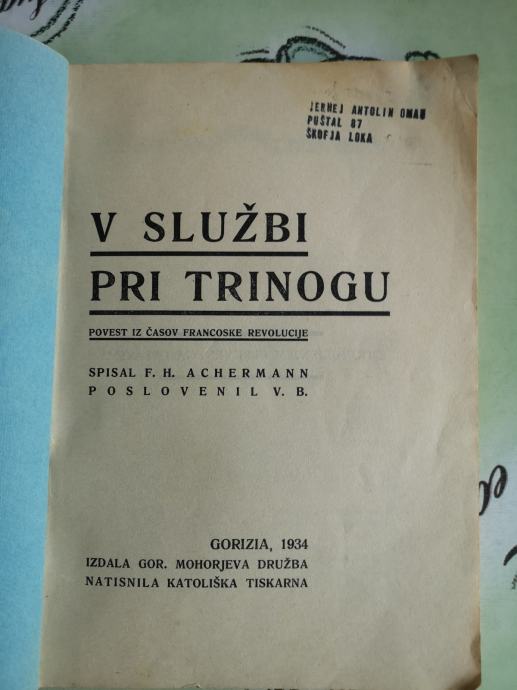 JERNEJ ANTOLIN OMAN
PUŠTAL 87
ŠKOFJA LOKA
V SLUŽBI
PRI TRINOGU
POVEST IZ ČASOV FRANCOSKE REVOLUCIJE
SPISAL F. H. ACHERMANN
POSLOVENIL V. B.
GORIZIA, 1934
IZDALA GOR. MOHORJEVA DRUŽBA
NATISNILA KATOLIŠKA TISKARNA